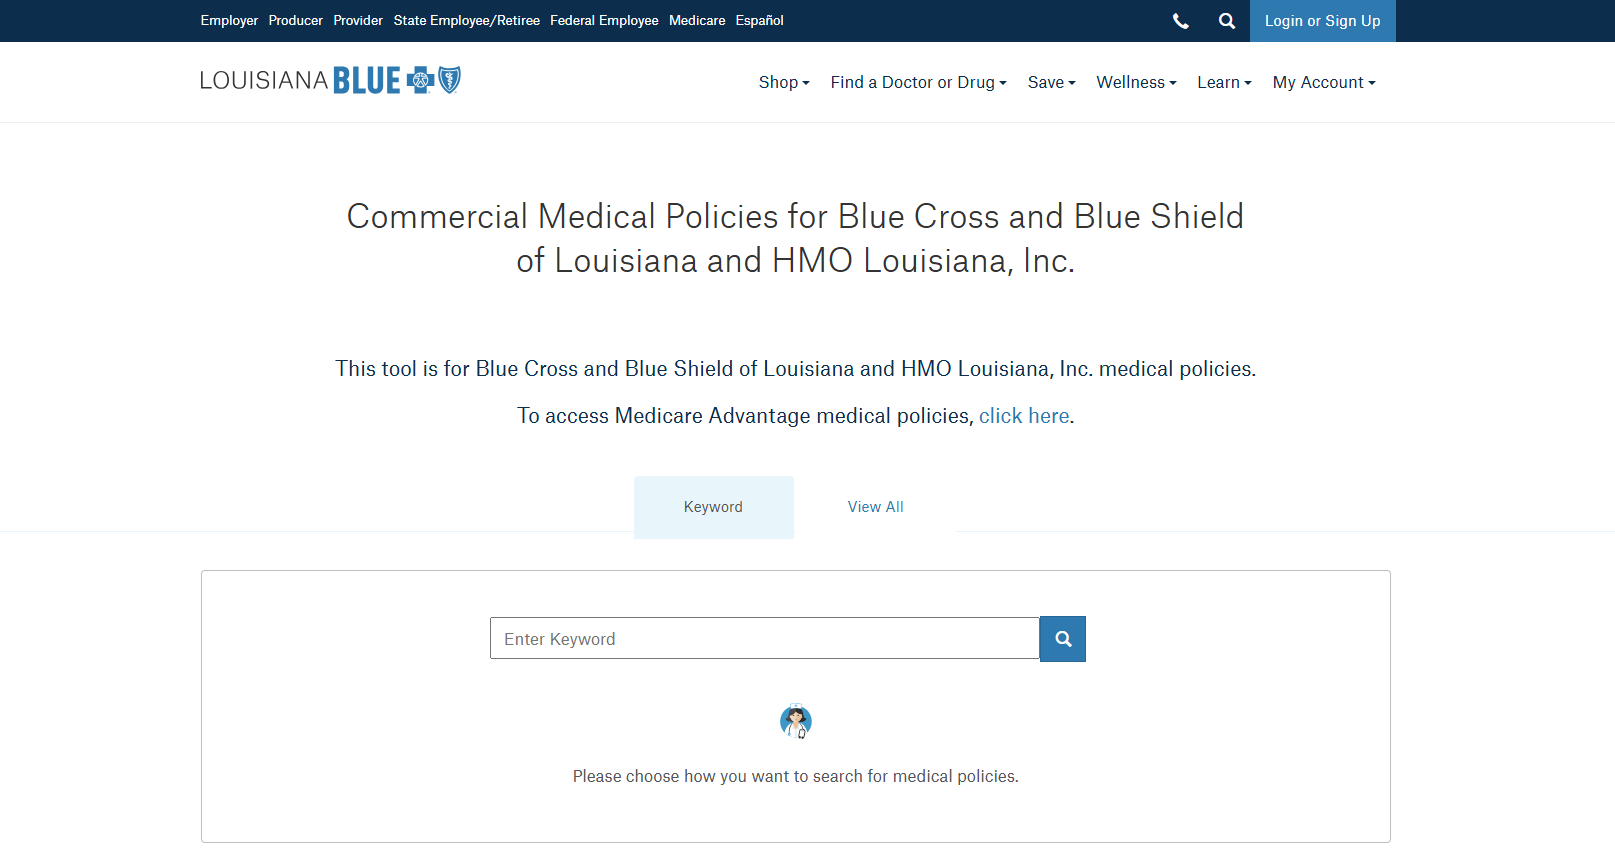 Employer Producer Provider State Employee/Retiree Federal Employee Medicare Español
Login or Sign Up
LOUISIANA BLUE
Shop Find a Doctor or Drug Save Wellness Learn My Account
Commercial Medical Policies for Blue Cross and Blue Shield
of Louisiana and HMO Louisiana, Inc.
This tool is for Blue Cross and Blue Shield of Louisiana and HMO Louisiana, Inc. medical policies.
To access Medicare Advantage medical policies, click here.
Keyword View All
Enter Keyword
Please choose how you want to search for medical policies.